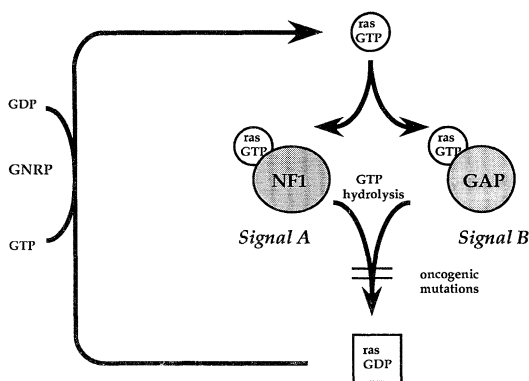 ras
GTP
GDP
GNRP
GTP
ras
GTP
NF1
GTP
hydrolysis
ras
GTP
GAP
Signal A
Signal B
oncogenic
mutations
ras
GDP